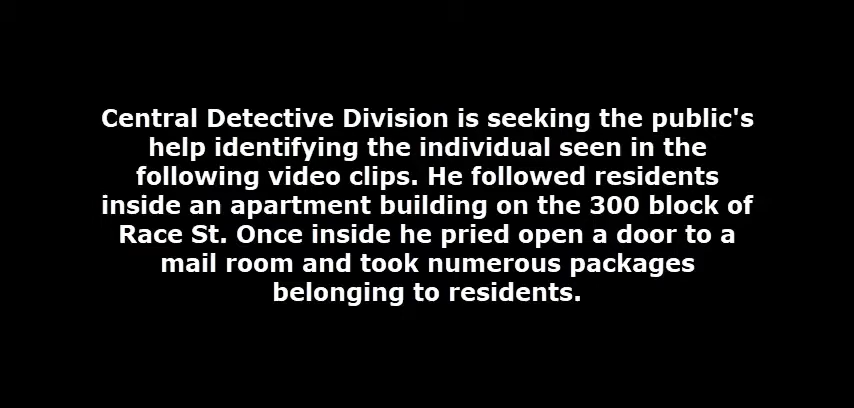 Central Detective Division is seeking the public's
help identifying the individual seen in the
following video clips. He followed residents
inside an apartment building on the 300 block of
Race St. Once inside he pried open a door to a
mail room and took numerous packages
belonging to residents.